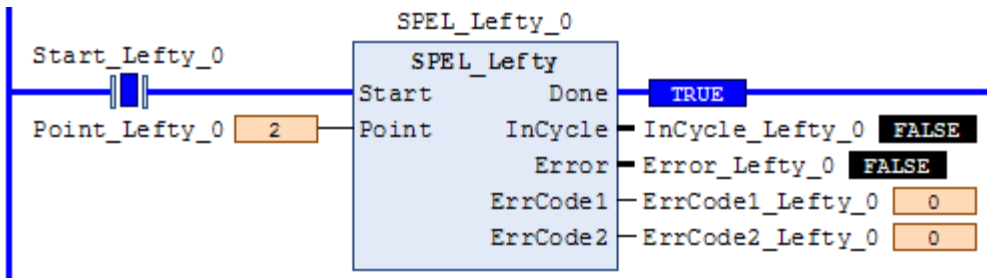 SPEL_Lefty_0
Start_Lefty_0 SPEL_Lefty
Start Done TRUE
Point_Lefty_0 2 Point InCycle InCycle_Lefty_0 FALSE
Error Error_Lefty_0 FALSE
ErrCode1 ErrCode1_Lefty_0 0
ErrCode2 ErrCode2_Lefty_0 0